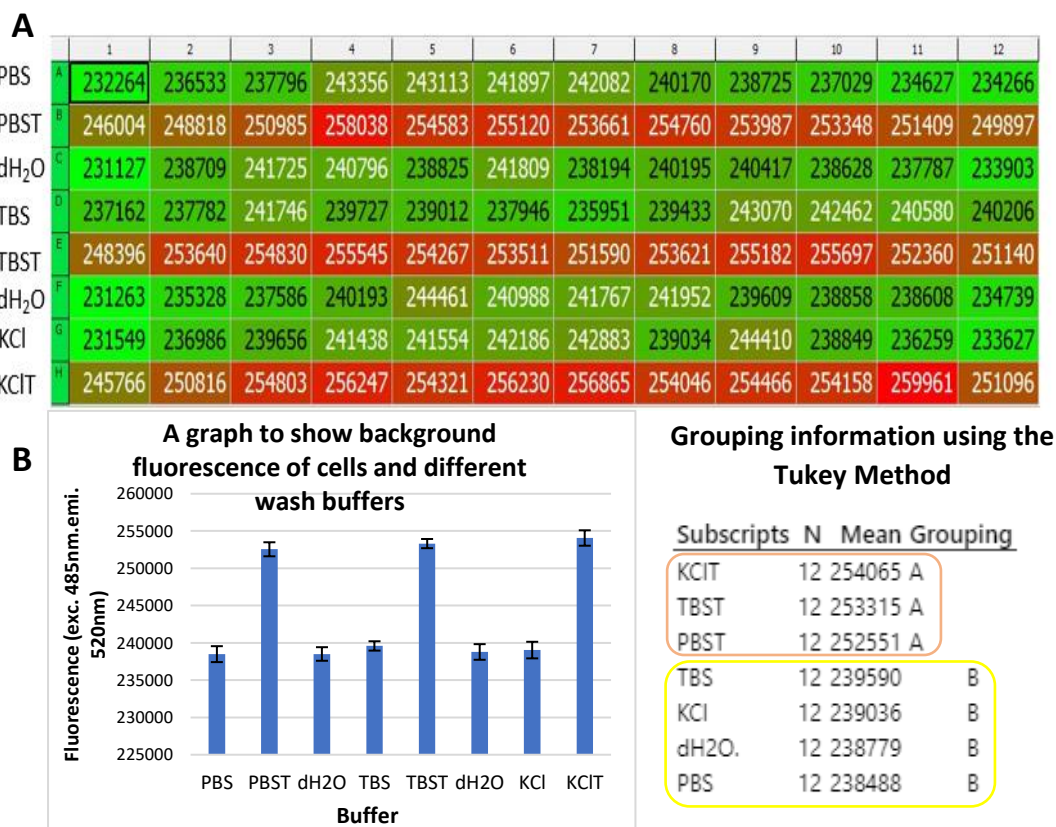 A
1 2 3 4 5 6 7 8 9 10 11 12
PBS A 232264 236533 237796 243356 243113 241897 242082 240170 238725 237029 234627 234266
PBST B 246004 248818 250985 258038 254583 255120 253661 254760 253987 253348 251409 249897
dH₂O C 231127 238709 241725 240796 238825 241809 238194 240195 240417 238628 237787 233903
TBS D 237162 237782 241746 239727 239012 237946 235951 239433 243070 242462 240580 240206
TBST E 248396 253640 254830 255545 254267 253511 251590 253621 255182 255697 252360 251140
dH₂O F 231263 235328 237586 240193 244461 240988 241767 241952 239609 238858 238608 234739
KCl G 231549 236986 239656 241438 241554 242186 242883 239034 244410 238849 236259 233627
KClT H 245766 250816 254803 256247 254321 256230 256865 254046 254466 254158 259961 251096
B
A graph to show background
fluorescence of cells and different
wash buffers
Fluorescence (exc. 485nm.emi.
520nm)
260000
255000
250000
245000
240000
235000
230000
225000
PBS PBST dH2O TBS TBST dH2O KCl KClT
Buffer
Grouping information using the
Tukey Method
Subscripts N Mean Grouping
KClT 12 254065 A
TBST 12 253315 A
PBST 12 252551 A
TBS 12 239590 B
KCl 12 239036 B
dH2O. 12 238779 B
PBS 12 238488 B